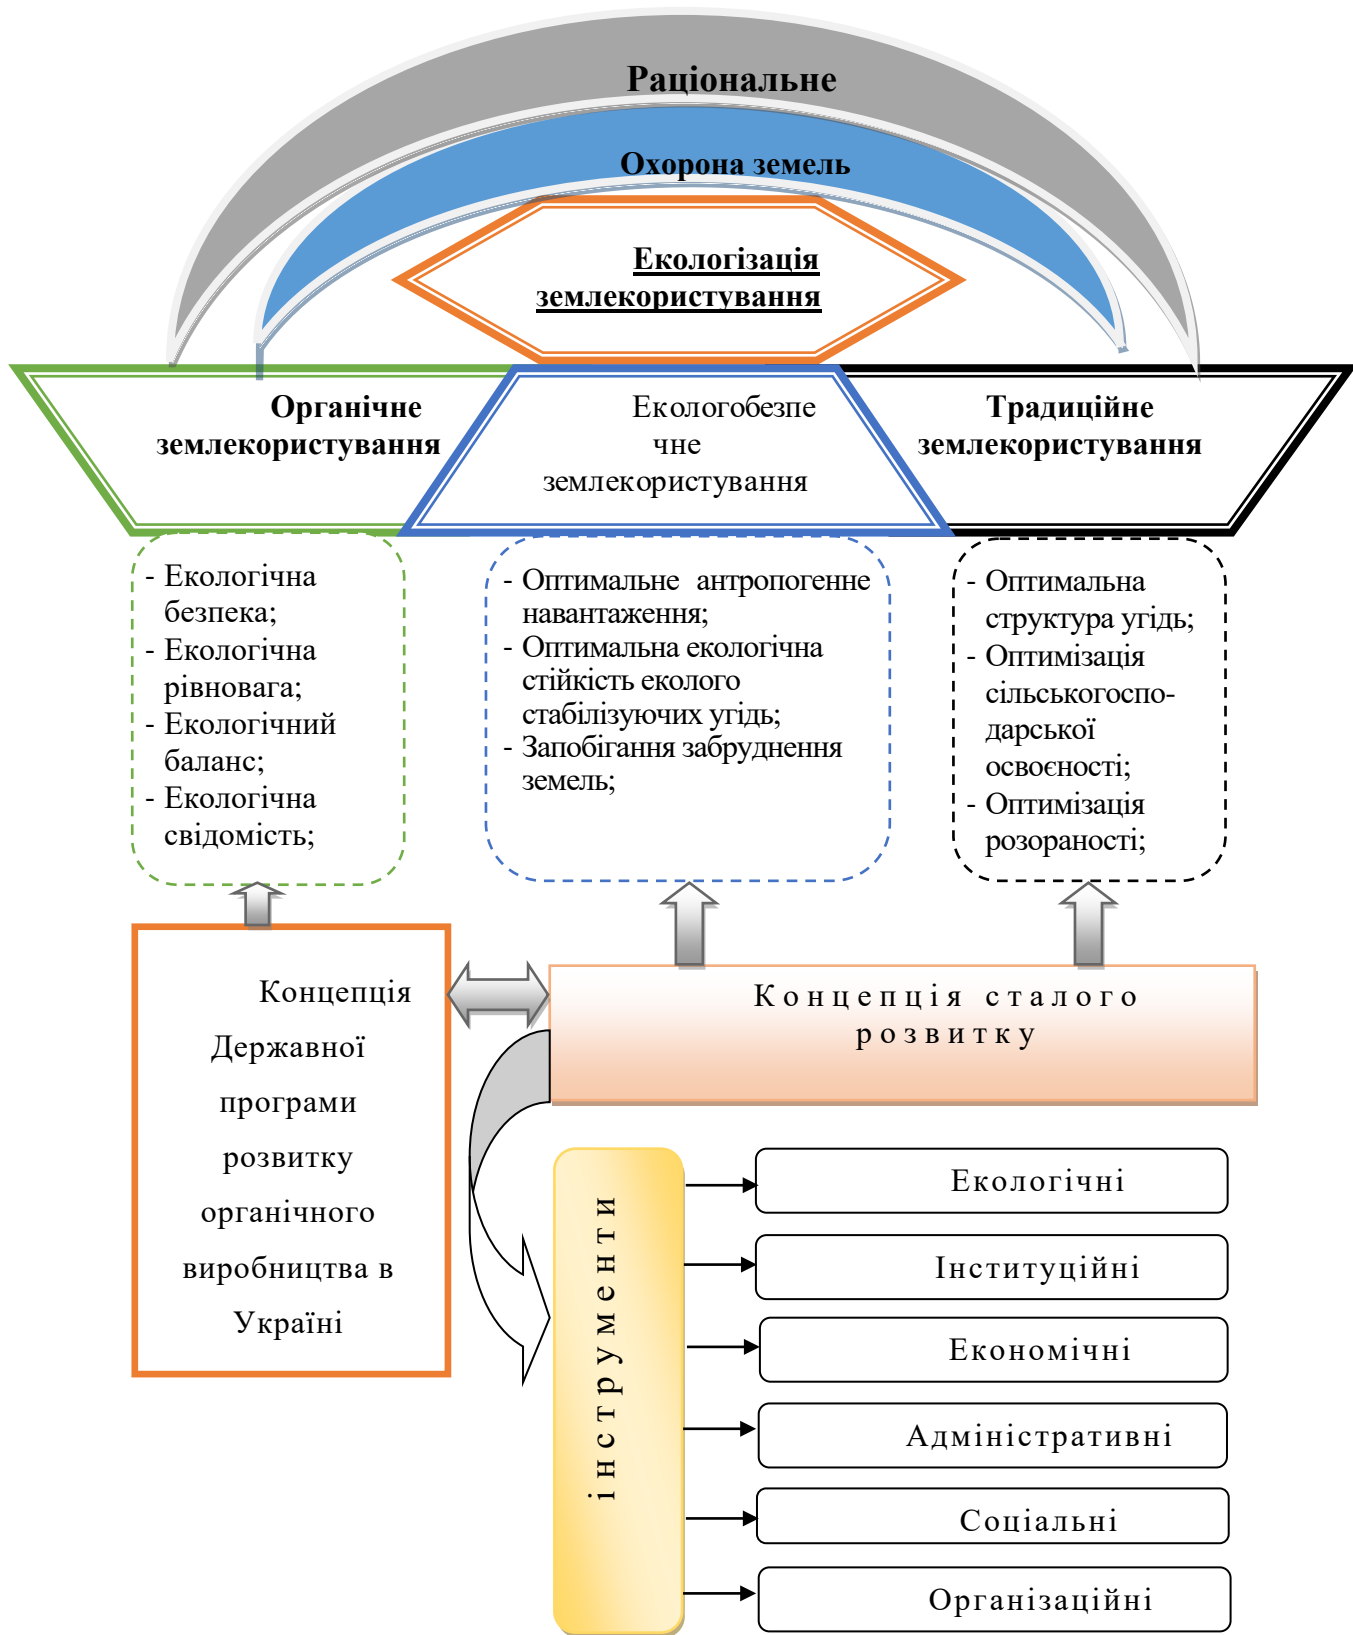 Раціональне
Охорона земель
Екологізація
землекористування
Органічне
землекористування
Екологобезпе
чне
землекористування
Традиційне
землекористування
- Екологічна
безпека;
- Екологічна
рівновага;
- Екологічний
баланс;
- Екологічна
свідомість;
- Оптимальне антропогенне
навантаження;
- Оптимальна екологічна
стійкість еколого
стабілізуючих угідь;
- Запобігання забруднення
земель;
- Оптимальна
структура угідь;
- Оптимізація
сільськогоспо-
дарської
освоєності;
- Оптимізація
розораності;
Концепція
Державної
програми
розвитку
органічного
виробництва в
Україні
Концепція сталого
розвитку
інструменти
Екологічні
Інституційні
Економічні
Адміністративні
Соціальні
Організаційні